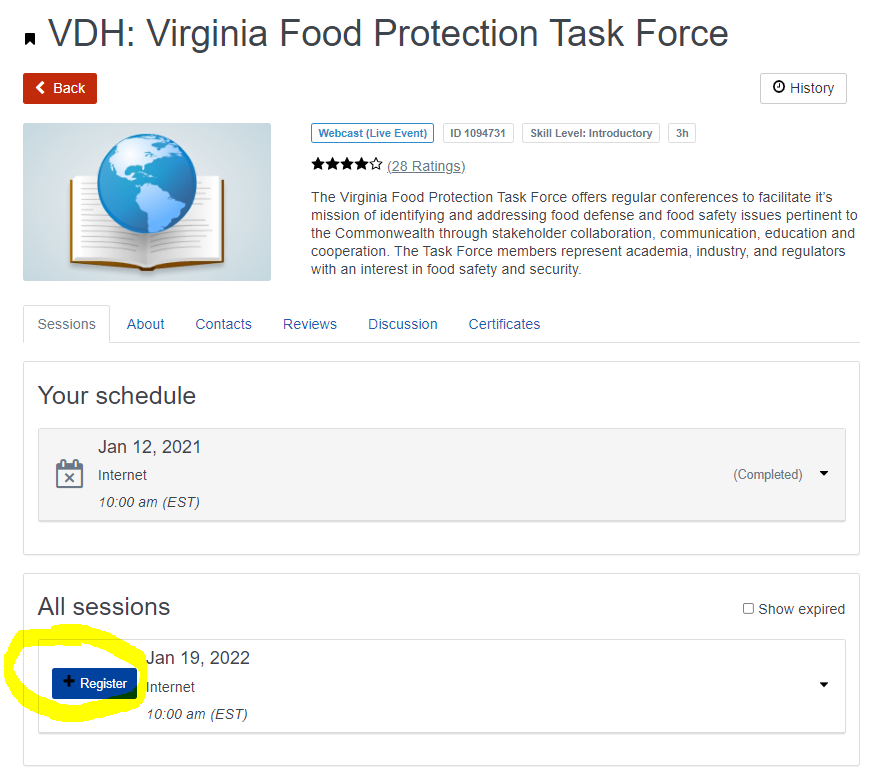 VDH: Virginia Food Protection Task Force
Back
History
Webcast (Live Event) ID 1094731 Skill Level: Introductory 3h
(28 Ratings)
The Virginia Food Protection Task Force offers regular conferences to facilitate it's
mission of identifying and addressing food defense and food safety issues pertinent to
the Commonwealth through stakeholder collaboration, communication, education and
cooperation. The Task Force members represent academia, industry, and regulators
with an interest in food safety and security.
Sessions About Contacts Reviews Discussion Certificates
Your schedule
Jan 12, 2021
Internet
(Completed)
10:00 am (EST)
All sessions
Show expired
Jan 19, 2022
Register
Internet
10:00 am (EST)